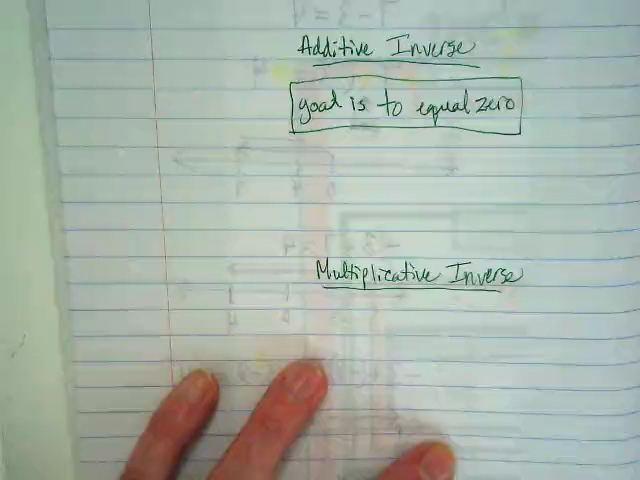 Additive Inverse
goal is to equal zero
Multiplicative Inverse